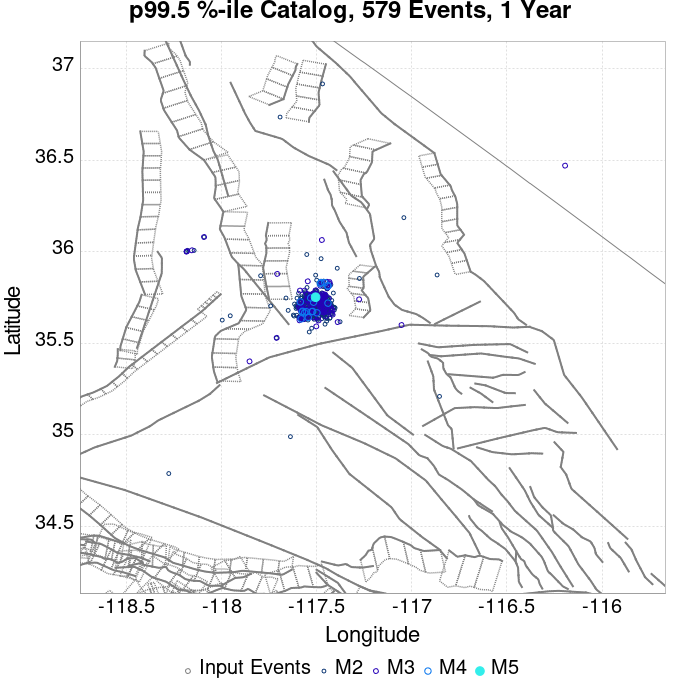 p99.5 %-ile Catalog, 579 Events, 1 Year
37
36.5
36
35.5
35
34.5
Latitude
-118.5 -118 -117.5 -117 -116.5 -116
Longitude
Input Events M2 M3 M4 M5